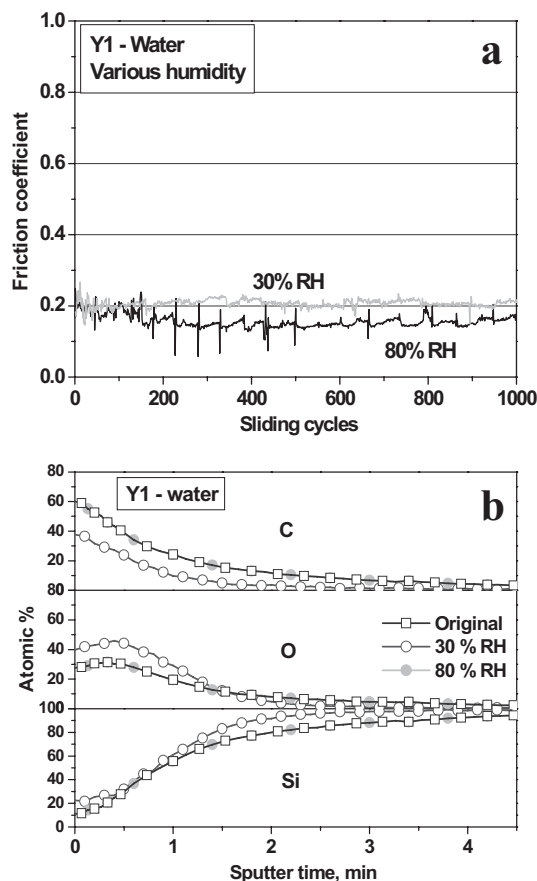 Y1 - Water
Various humidity
a
1.0
0.8
0.6
0.4
0.2
0.0
Friction coefficient
30% RH
80% RH
0 200 400 600 800 1000
Sliding cycles
Y1 - water
b
80
60
40
20
80
C
Atomic %
60
40
20
100
O
Original
30 % RH
80 % RH
80
60
40
20
0
Si
0 1 2 3 4
Sputter time, min